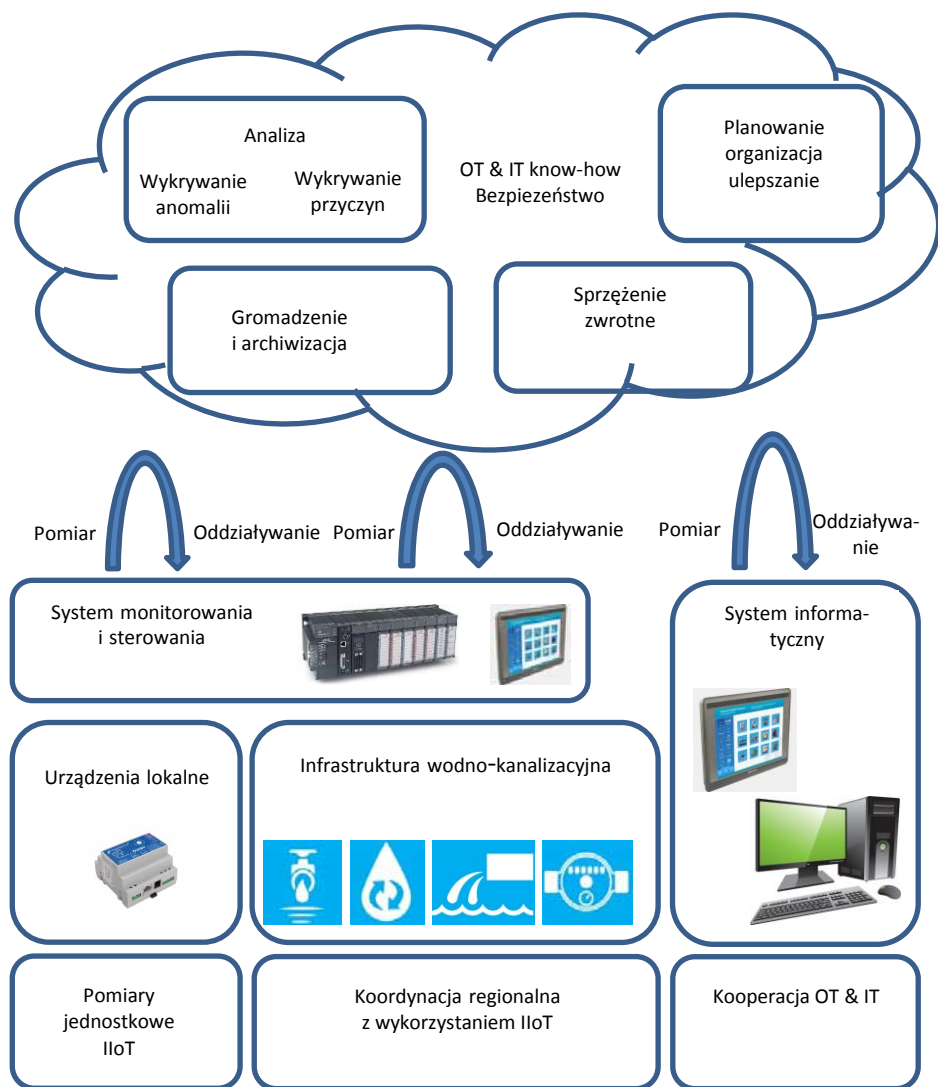 Analiza
Wykrywanie
anomalii
Wykrywanie
przyczyn
OT & IT know-how
Bezpiezeństwo
Planowanie
organizacja
ulepszanie
Gromadzenie
i archiwizacja
Sprzężenie
zwrotne
Pomiar
Oddziaływanie
Pomiar
Oddziaływanie
Pomiar
Oddziaływa-
nie
System monitorowania
i sterowania
System informa-
tyczny
Urządzenia lokalne
Infrastruktura wodno-kanalizacyjna
Pomiary
jednostkowe
IIoT
Koordynacja regionalna
z wykorzystaniem IIoT
Kooperacja OT & IT